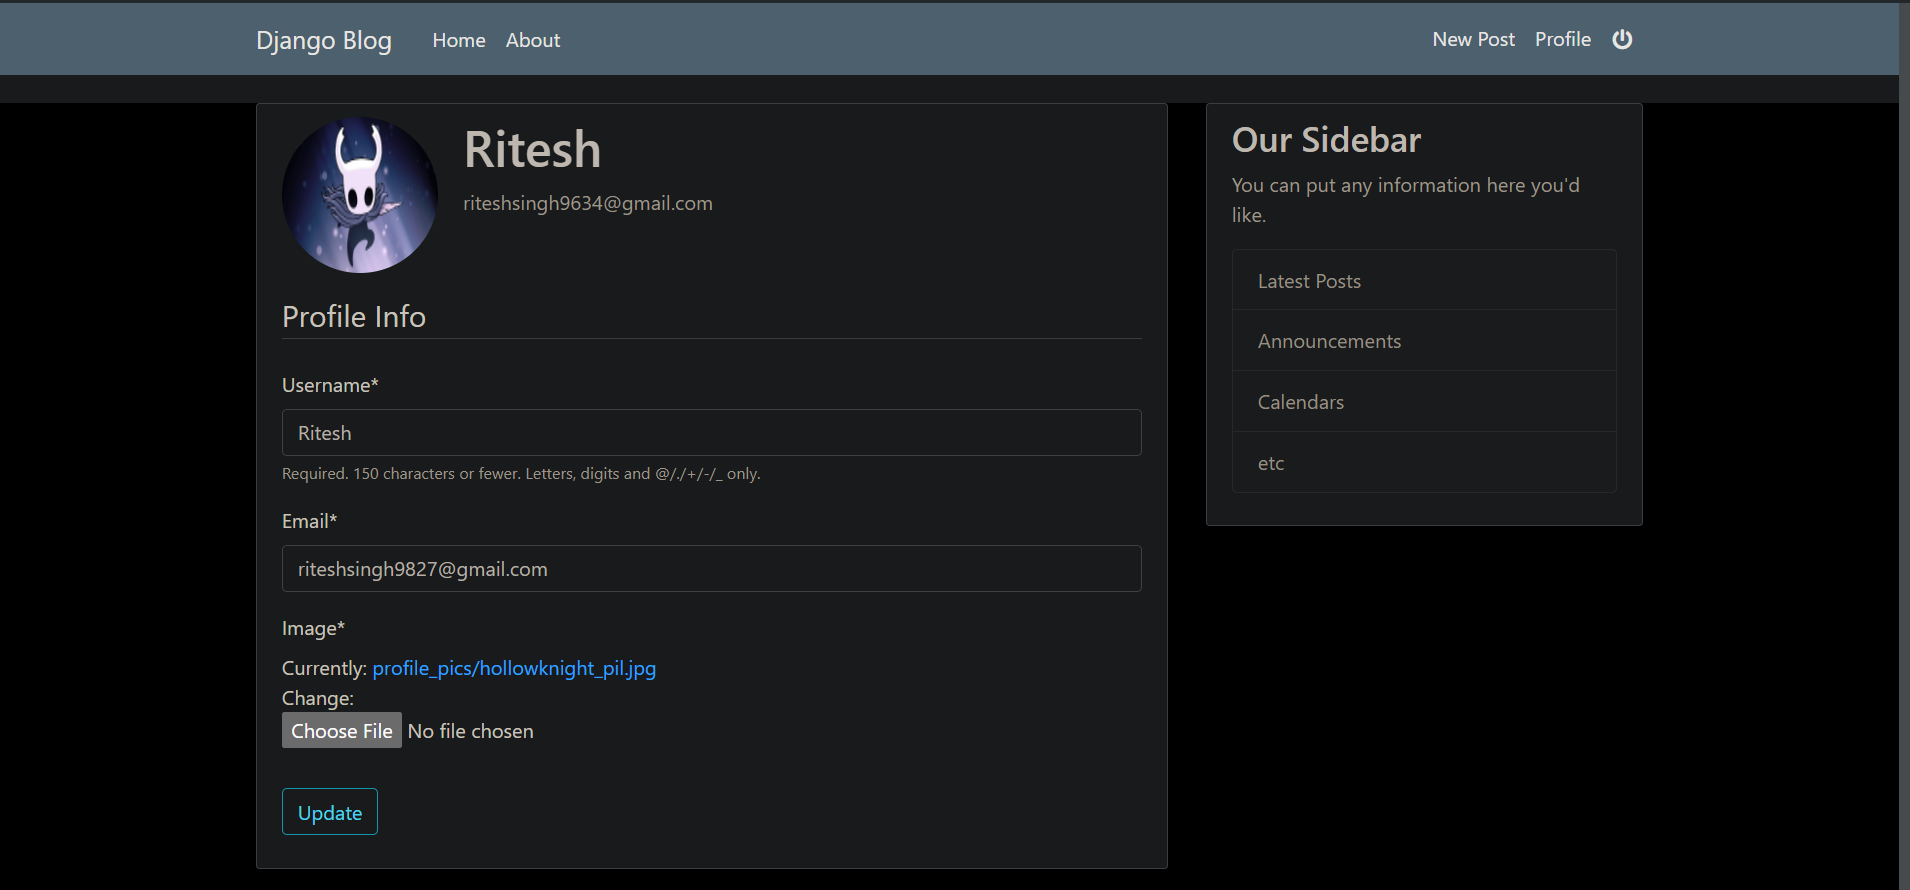 Django Blog Home About New Post Profile
Ritesh
riteshsingh9634@gmail.com
Profile Info
Username*
Ritesh
Required. 150 characters or fewer. Letters, digits and @/./+/-/_ only.
Email*
riteshsingh9827@gmail.com
Image*
Currently: profile_pics/hollowknight_pil.jpg
Change:
Choose File No file chosen
Update
Our Sidebar
You can put any information here you'd
like.
Latest Posts
Announcements
Calendars
etc